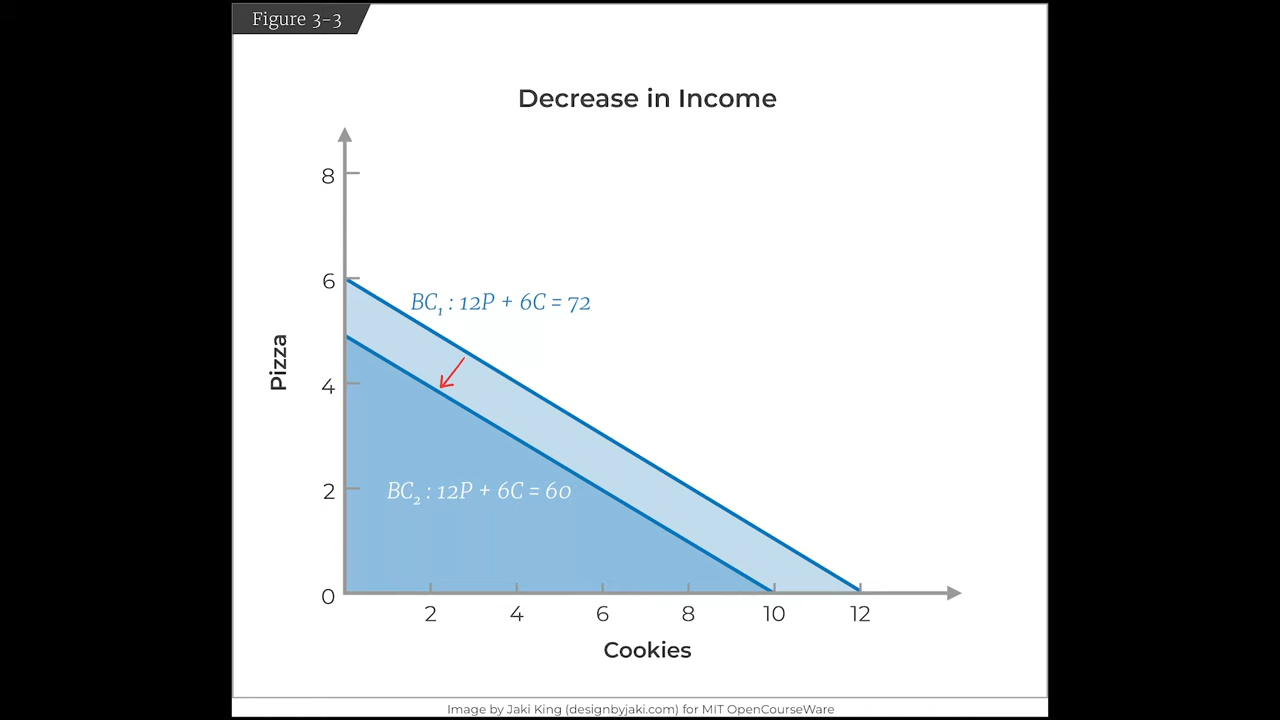 Figure 3-3
Decrease in Income
8
6
BC₁ : 12P + 6C = 72
Pizza
4
2
BC₂ : 12P + 6C = 60
0
2 4 6 8 10 12
Cookies
Image by Jaki King (designbyjaki.com) for MIT OpenCourseWare